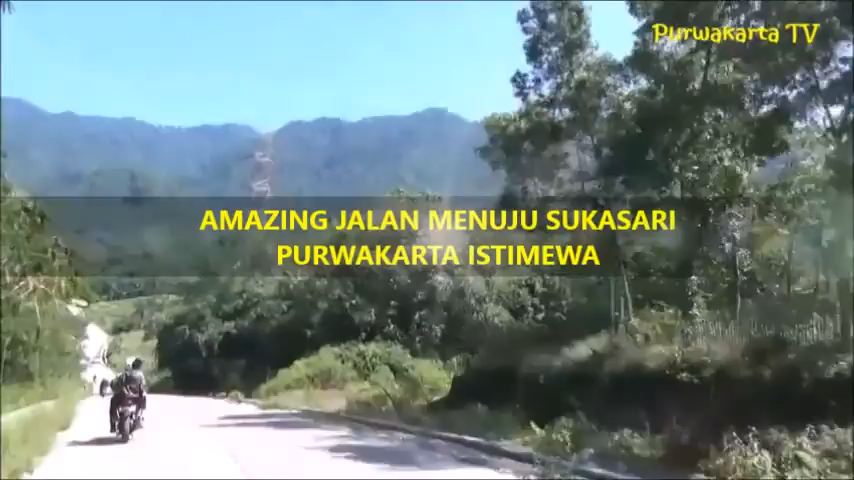 Purwakarta TV
AMAZING JALAN MENUJU SUKASARI
PURWAKARTA ISTIMEWA